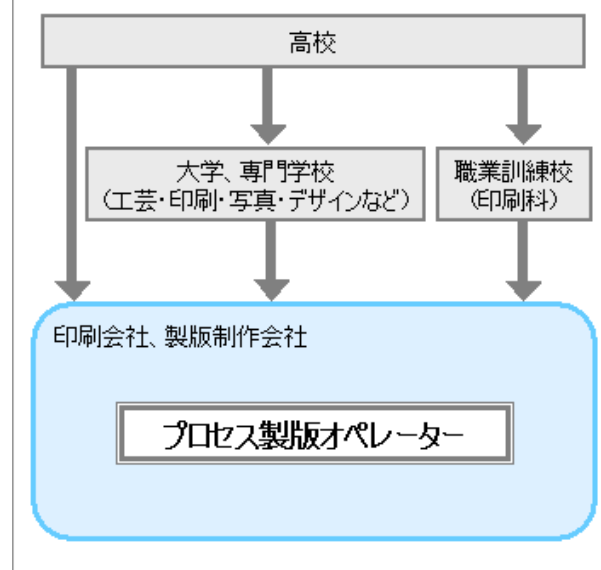 高校
大学、専門学校
（工芸・印刷・写真・デザインなど）
職業訓練校
（印刷科）
印刷会社、製版制作会社
プロセス製版オペレーター